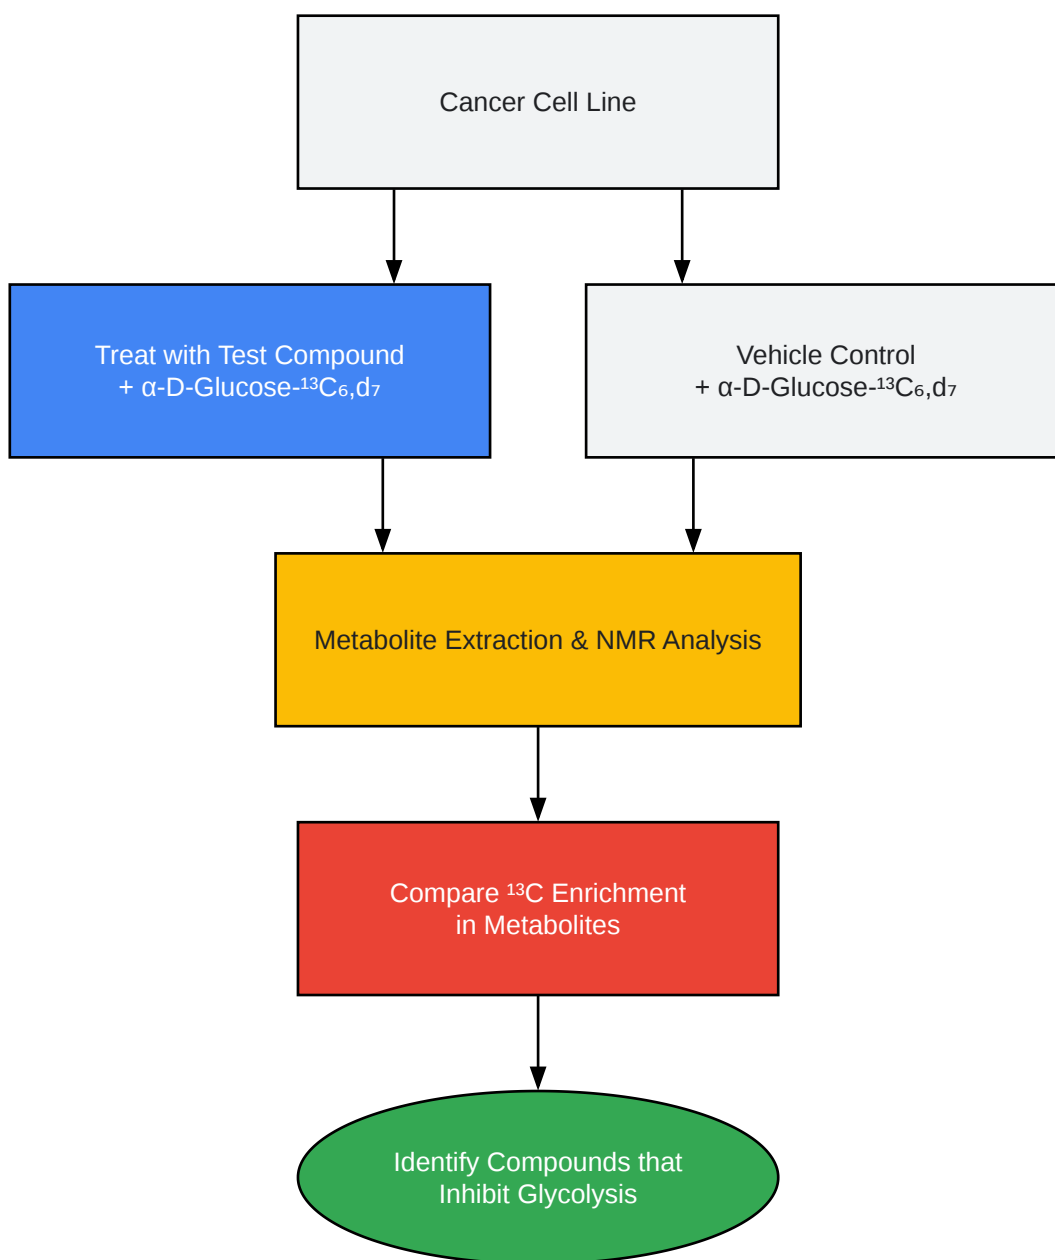 Cancer Cell Line
Treat with Test Compound
+ α-D-Glucose-¹³C₆,d₇
Vehicle Control
+ α-D-Glucose-¹³C₆,d₇
Metabolite Extraction & NMR Analysis
Compare ¹³C Enrichment
in Metabolites
Identify Compounds that
Inhibit Glycolysis